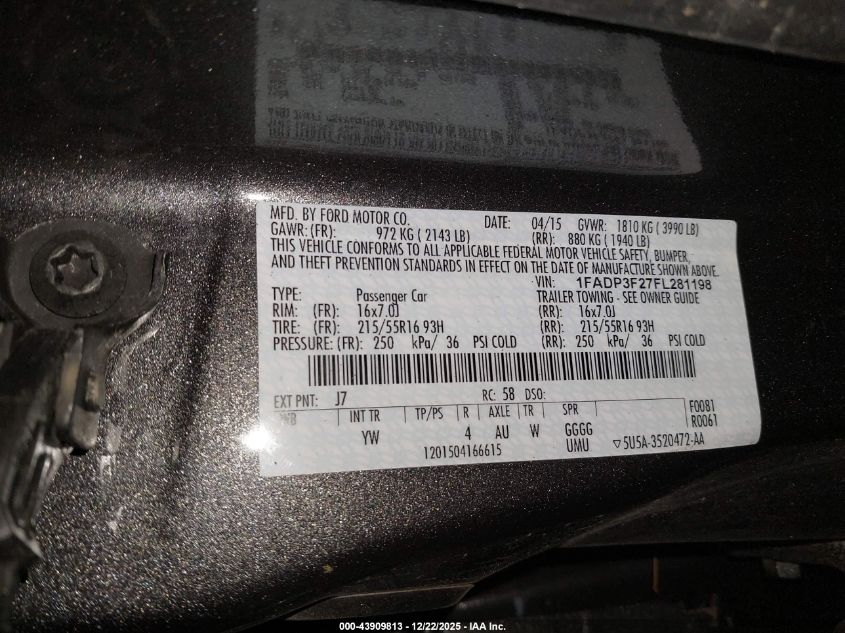 MFD. BY FORD MOTOR CO. DATE: 04/15 GVWR: 1810 KG ( 3990 LB)
GAWR: (FR): 972 KG ( 2143 LB) (RR): 880 KG ( 1940 LB)
THIS VEHICLE CONFORMS TO ALL APPLICABLE FEDERAL MOTOR VEHICLE SAFETY, BUMPER,
AND THEFT PREVENTION STANDARDS IN EFFECT ON THE DATE OF MANUFACTURE SHOWN ABOVE.
VIN: 1FADP3F27FL281198
TYPE: Passenger Car TRAILER TOWING - SEE OWNER GUIDE
RIM: (FR): 16x7.0J (RR): 16x7.0J
TIRE: (FR): 215/55R16 93H (RR): 215/55R16 93H
PRESSURE: (FR): 250 kPa/ 36 PSI COLD (RR): 250 kPa/ 36 PSI COLD
EXT PNT: J7 RC: 58 DSO: F0081
WB INT TR TP/PS R AXLE TR SPR R0061
YW 4 AU W GGGG
1201504166615 UMU ▽5U5A-3520472-AA
000-43909813 - 12/22/2025 - IAA Inc.